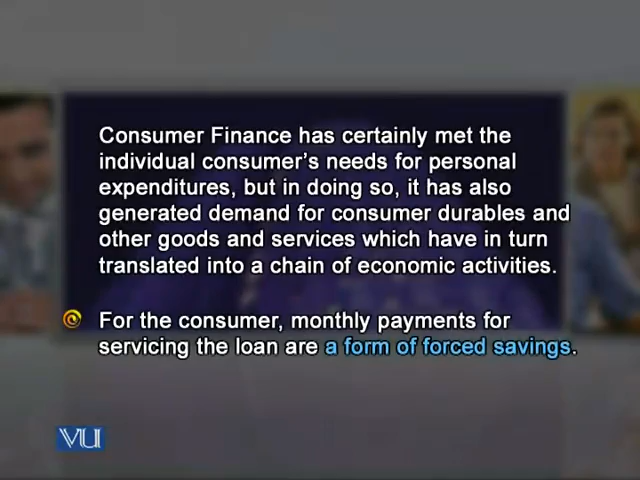 Consumer Finance has certainly met the
individual consumer's needs for personal
expenditures, but in doing so, it has also
generated demand for consumer durables and
other goods and services which have in turn
translated into a chain of economic activities.
For the consumer, monthly payments for
servicing the loan are a form of forced savings.
VU